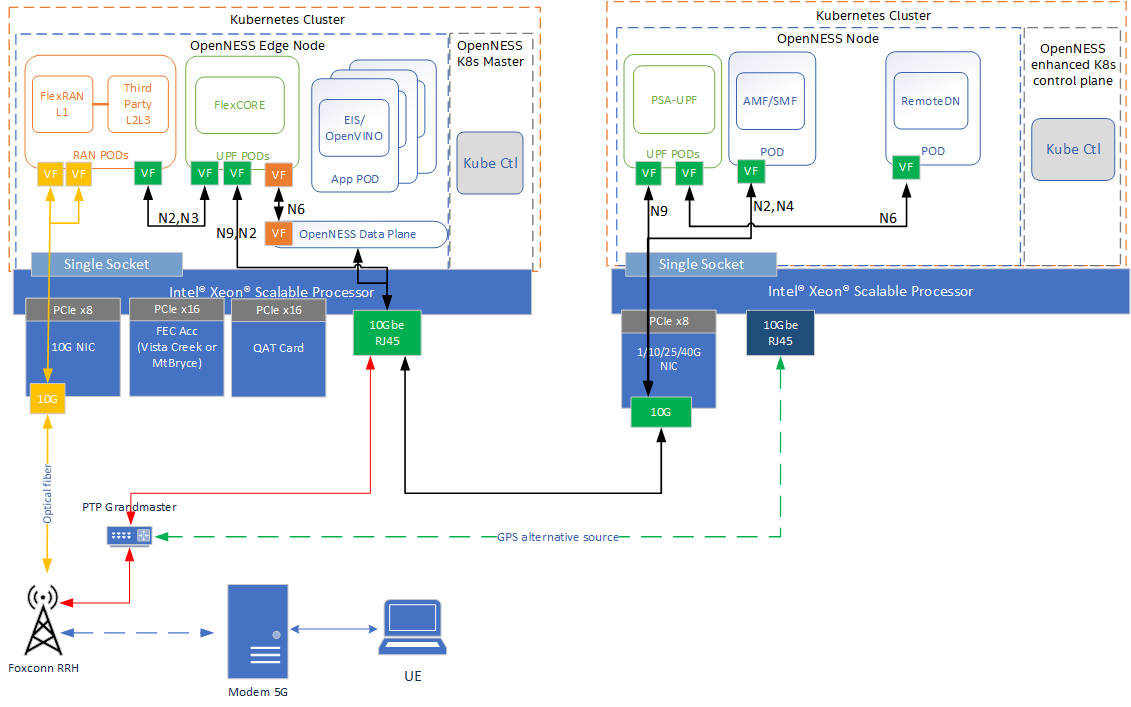 Kubernetes Cluster
OpenNESS Edge Node
OpenNESS
K8s Master
FlexRAN
L1
Third
Party
L2L3
RAN PODs
VF
VF
VF
FlexCORE
UPF PODs
VF
VF
VF
EIS/
OpenVINO
App POD
Kube Ctl
N2,N3
N6
N9,N2
VF
OpenNESS Data Plane
Single Socket
Intel® Xeon® Scalable Processor
PCIe x8
10G NIC
10G
PCIe x16
FEC Acc
(Vista Creek or
MtBryce)
PCIe x16
QAT Card
10Gbe
RJ45
Kubernetes Cluster
OpenNESS Node
OpenNESS
enhanced K8s
control plane
PSA-UPF
UPF PODs
VF
VF
AMF/SMF
POD
VF
RemoteDN
POD
VF
Kube Ctl
N9
N2,N4
N6
Single Socket
Intel® Xeon® Scalable Processor
PCIe x8
1/10/25/40G
NIC
10G
10Gbe
RJ45
Optical fiber
PTP Grandmaster
GPS alternative source
Foxconn RRH
Modem 5G
UE